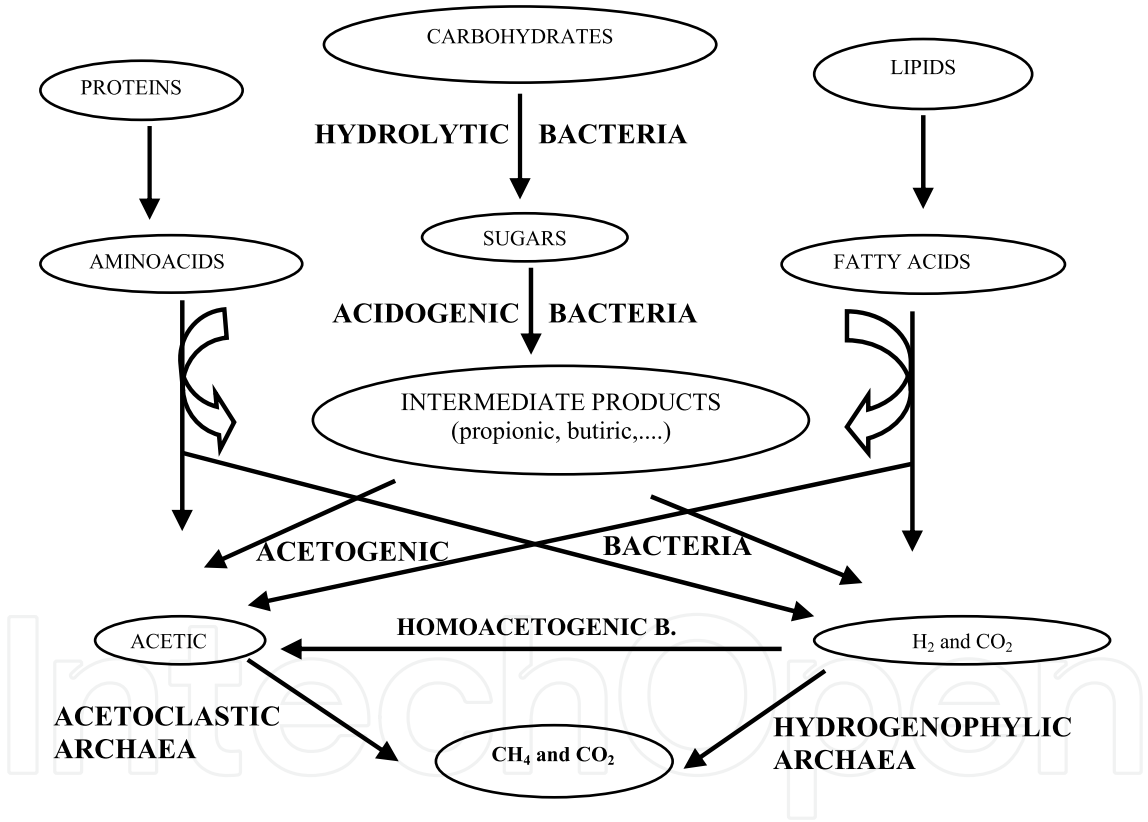 CARBOHYDRATES
PROTEINS
LIPIDS
HYDROLYTIC BACTERIA
SUGARS
AMINOACIDS
FATTY ACIDS
ACIDOGENIC BACTERIA
INTERMEDIATE PRODUCTS
(propionic, butiric,....)
ACETOGENIC BACTERIA
HOMOACETOGENIC B.
ACETIC
H₂ and CO₂
ACETOCLASTIC
ARCHAEA
HYDROGENOPHYLIC
ARCHAEA
CH₄ and CO₂
IntechOpen